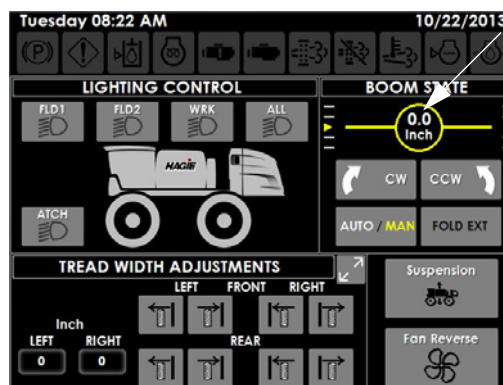 Tuesday 08:22 AM 10/22/2013
LIGHTING CONTROL
FLD1 FLD2 WRK ALL
HAGIE
ATCH
BOOM STATE
0.0
Inch
CW CCW
AUTO / MAN FOLD EXT
TREAD WIDTH ADJUSTMENTS
LEFT FRONT RIGHT
Inch
LEFT RIGHT
0 0
REAR
Suspension
Fan Reverse